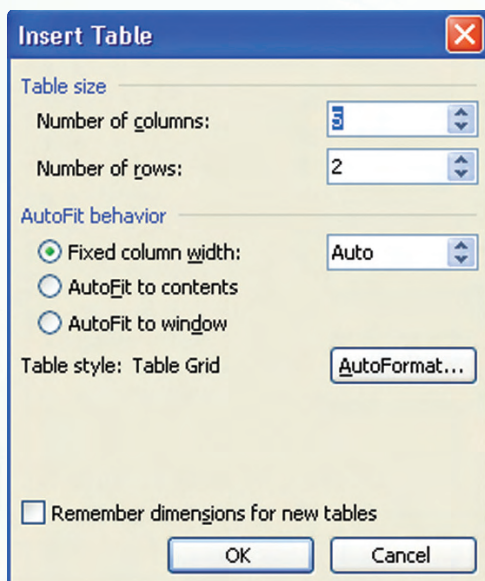 Insert Table
Table size
Number of columns: 5
Number of rows: 2
AutoFit behavior
Fixed column width: Auto
AutoFit to contents
AutoFit to window
Table style: Table Grid AutoFormat...
Remember dimensions for new tables
OK Cancel